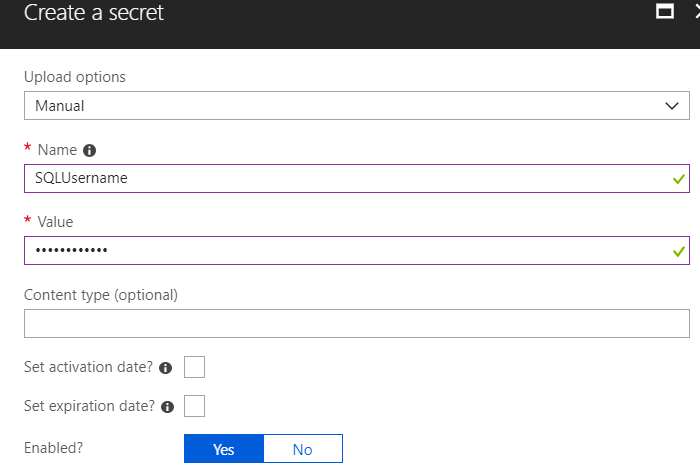 Create a secret
Upload options
Manual
* Name
SQLUsername
* Value
••••••••••••
Content type (optional)
Set activation date?
Set expiration date?
Enabled? Yes No